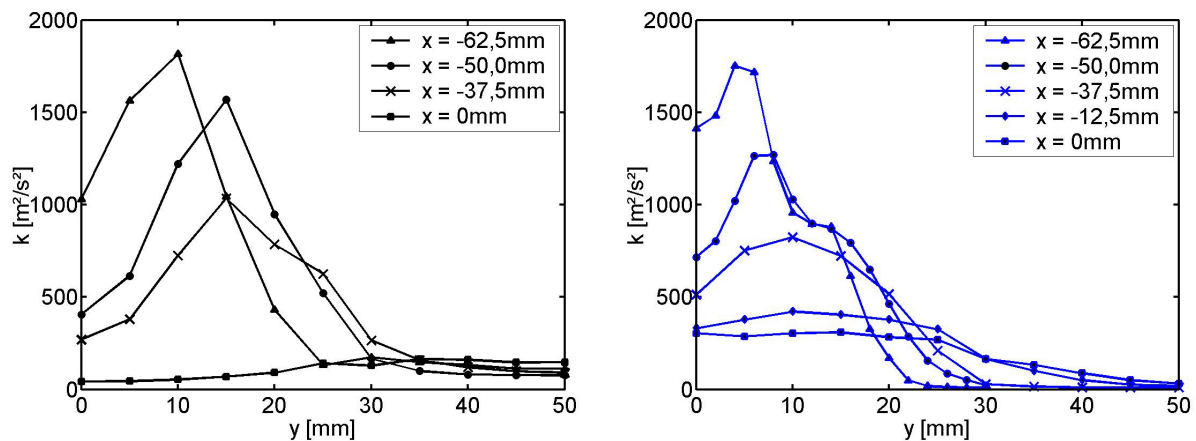 2000
1500
1000
500
0
k [m²/s²]
0 10 20 30 40 50
y [mm]
x = -62,5mm
x = -50,0mm
x = -37,5mm
x = 0mm
2000
1500
1000
500
0
k [m²/s²]
0 10 20 30 40 50
y [mm]
x = -62,5mm
x = -50,0mm
x = -37,5mm
x = -12,5mm
x = 0mm